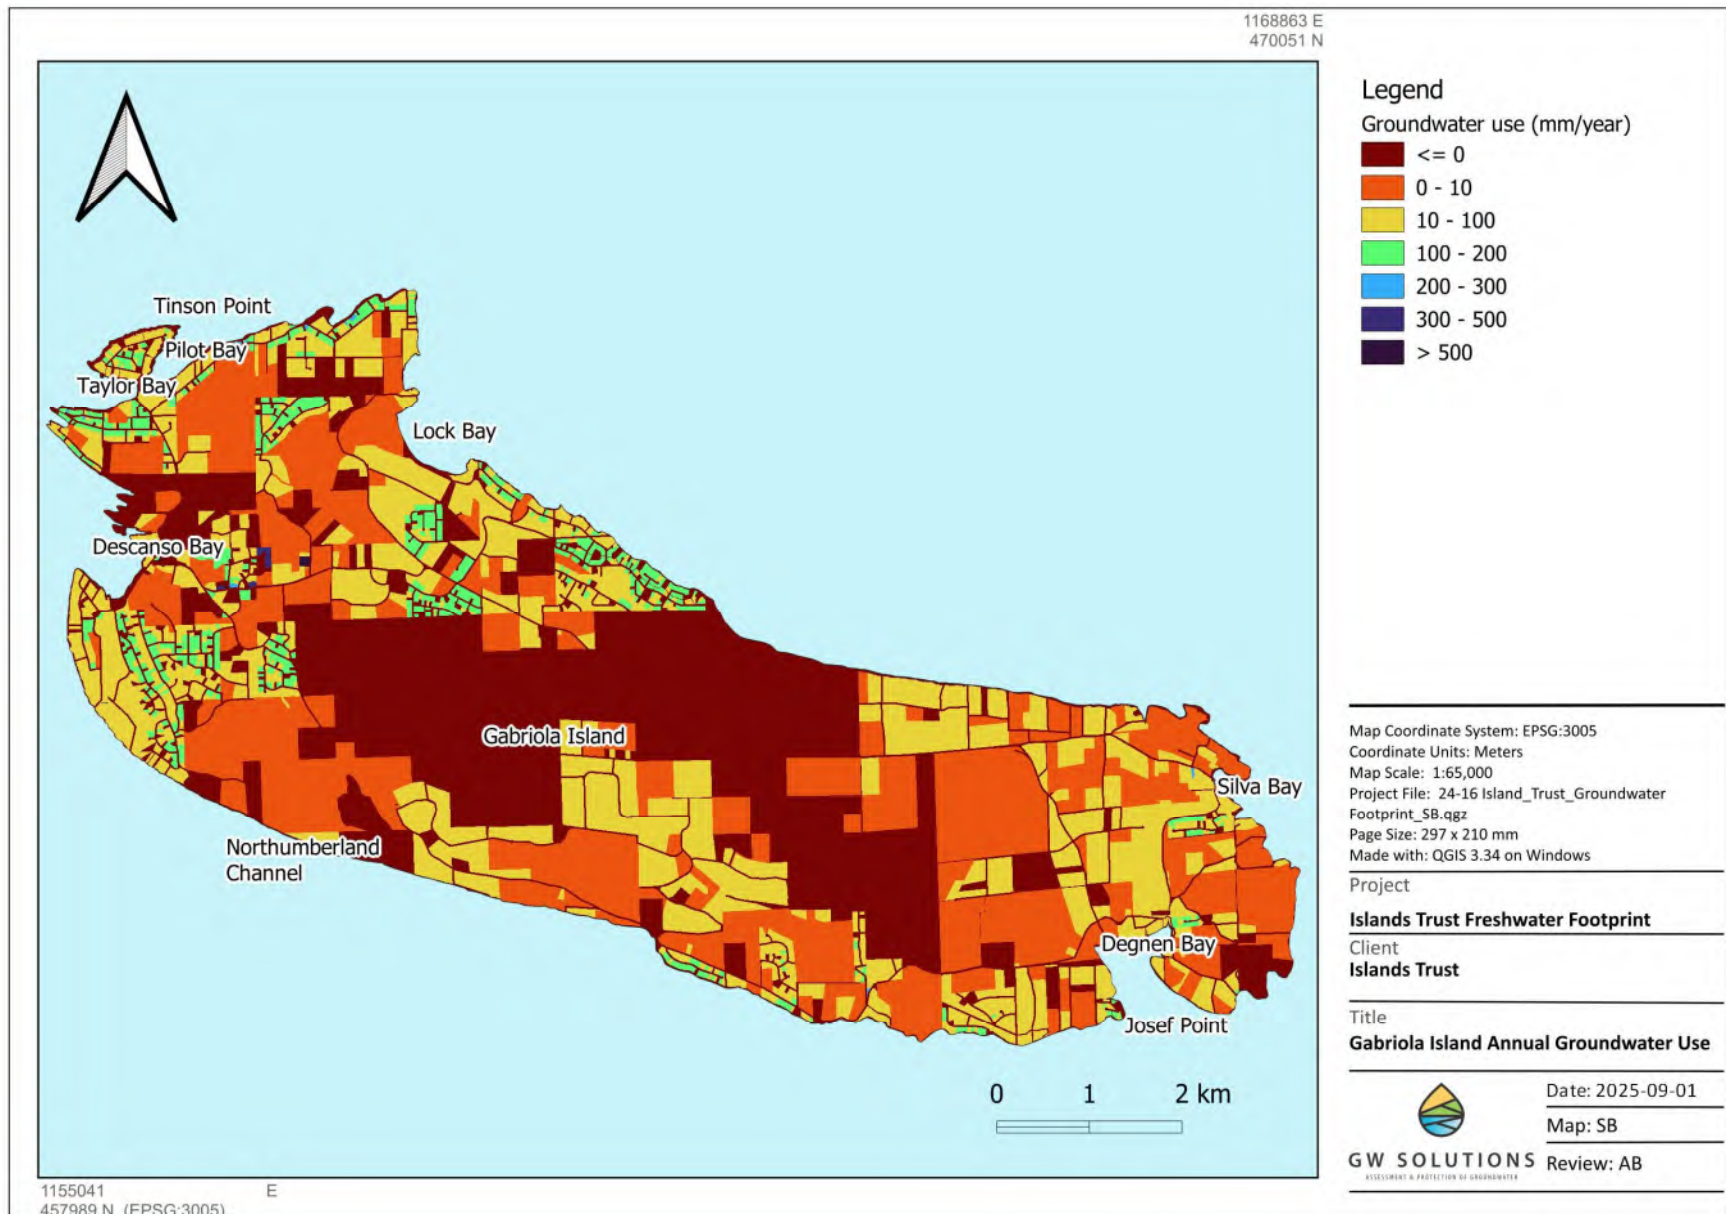 1168863 E
470051 N
Legend
Groundwater use (mm/year)
<= 0
0 - 10
10 - 100
100 - 200
200 - 300
300 - 500
> 500
Tinson Point
Pilot Bay
Taylor Bay
Lock Bay
Descanso Bay
Gabriola Island
Silva Bay
Northumberland
Channel
Degnen Bay
Josef Point
0 1 2 km
Map Coordinate System: EPSG:3005
Coordinate Units: Meters
Map Scale: 1:65,000
Project File: 24-16 Island_Trust_Groundwater
Footprint_SB.qgz
Page Size: 297 x 210 mm
Made with: QGIS 3.34 on Windows
Project
Islands Trust Freshwater Footprint
Client
Islands Trust
Title
Gabriola Island Annual Groundwater Use
GW SOLUTIONS
ASSESSMENT & PROTECTION OF GROUNDWATER
Date: 2025-09-01
Map: SB
Review: AB
1155041 E
457989 N (EPSG:3005)